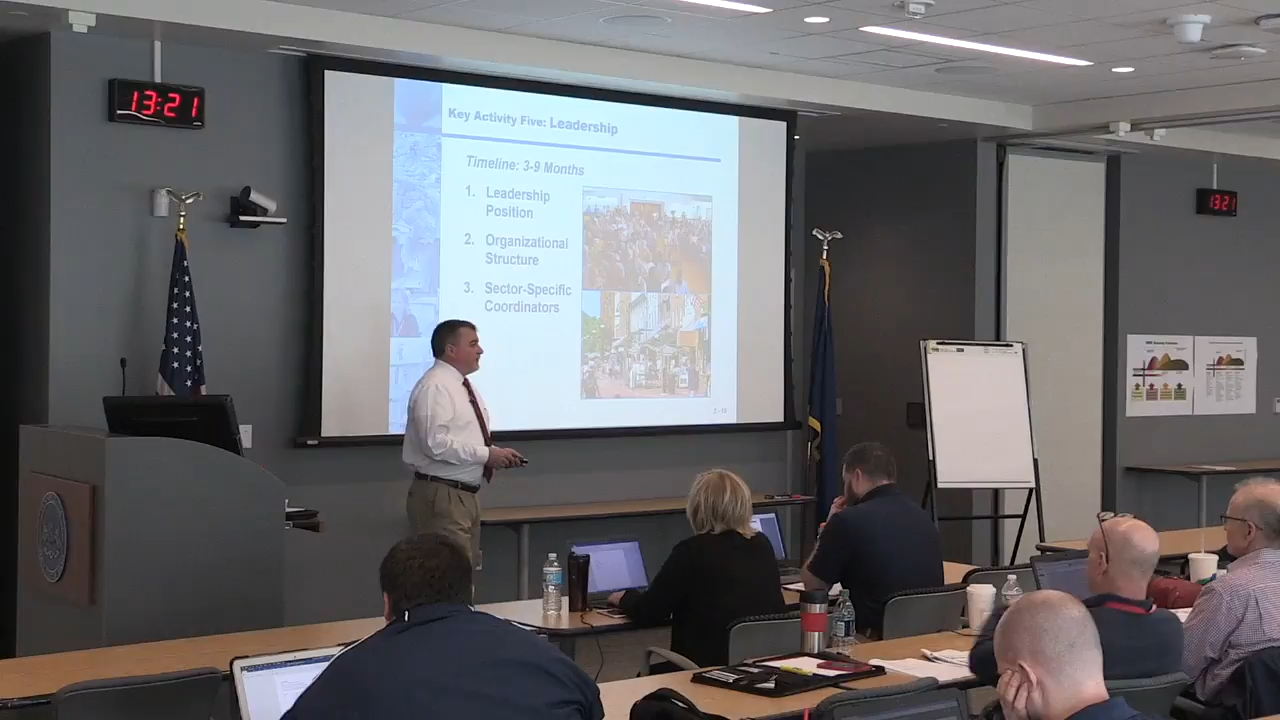 13:21
Key Activity Five: Leadership
Timeline: 3-9 Months
1. Leadership
Position
2. Organizational
Structure
3. Sector-Specific
Coordinators
13:21